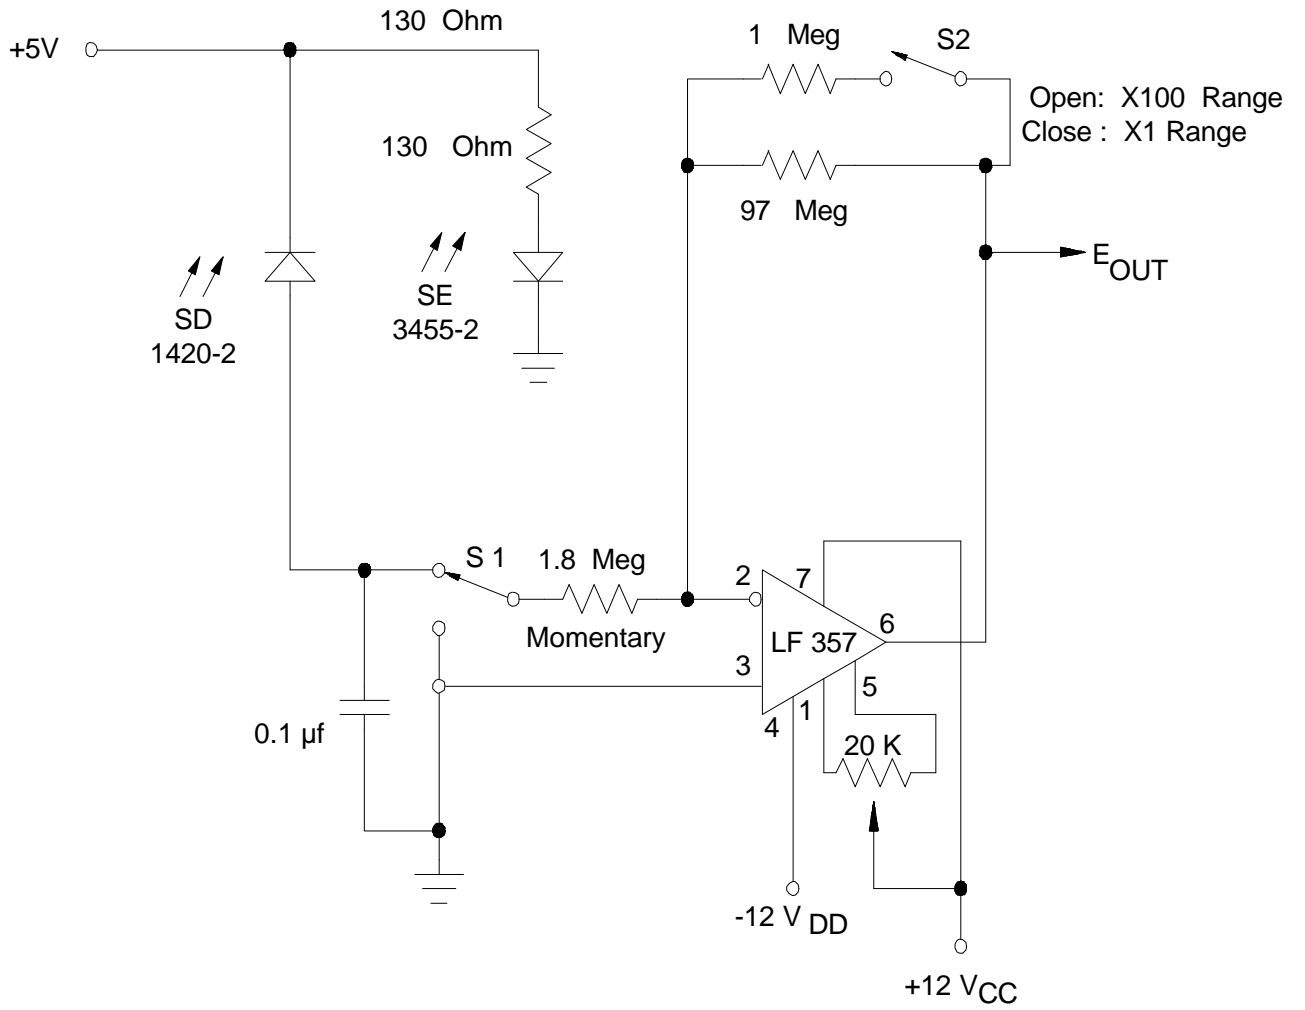 130 Ohm
+5V
1 Meg
S2
Open: X100 Range
Close : X1 Range
130 Ohm
97 Meg
SD
1420-2
SE
3455-2
EOUT
S 1
1.8 Meg
Momentary
2
7
LF 357
6
3
5
4
1
0.1 µf
20 K
-12 V DD
+12 VCC